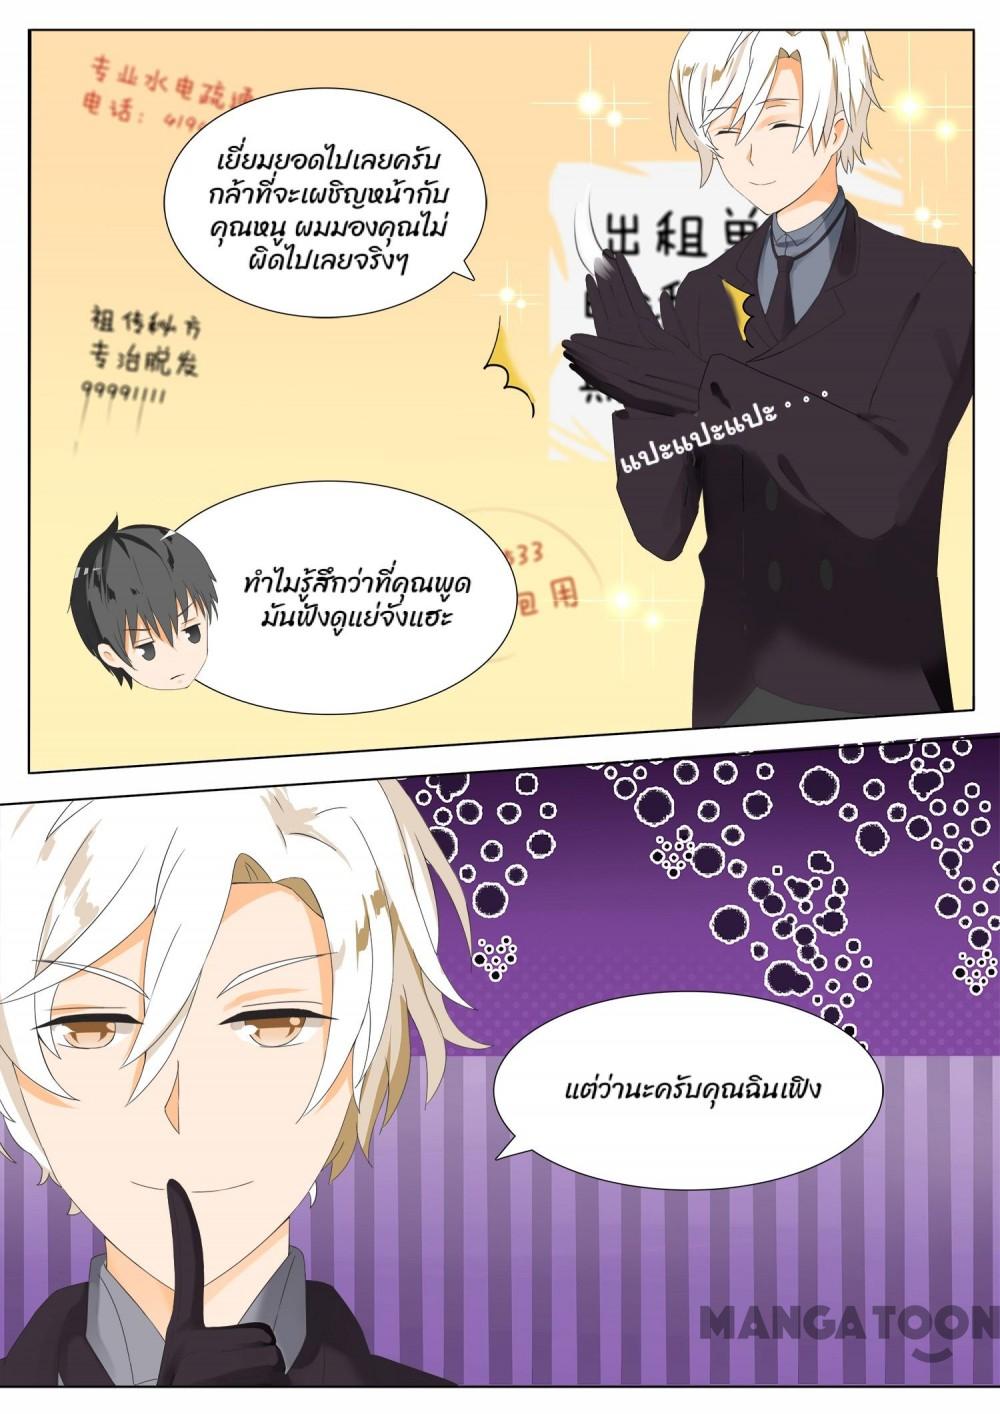 专业水电疏通
电话：419
เยี่ยมยอดไปเลยครับ
กล้าที่จะเผชิญหน้ากับ
คุณหนู ผมมองคุณไม่
ผิดไปเลยจริงๆ
出租单
祖传秘方
专治脱发
99991111
แปะแปะแปะ...
33
包用
ทำไมรู้สึกว่าที่คุณพูด
มันฟังดูแย่จังแฮะ
แต่ว่านะครับคุณฉินเฟิง
MANGATOON